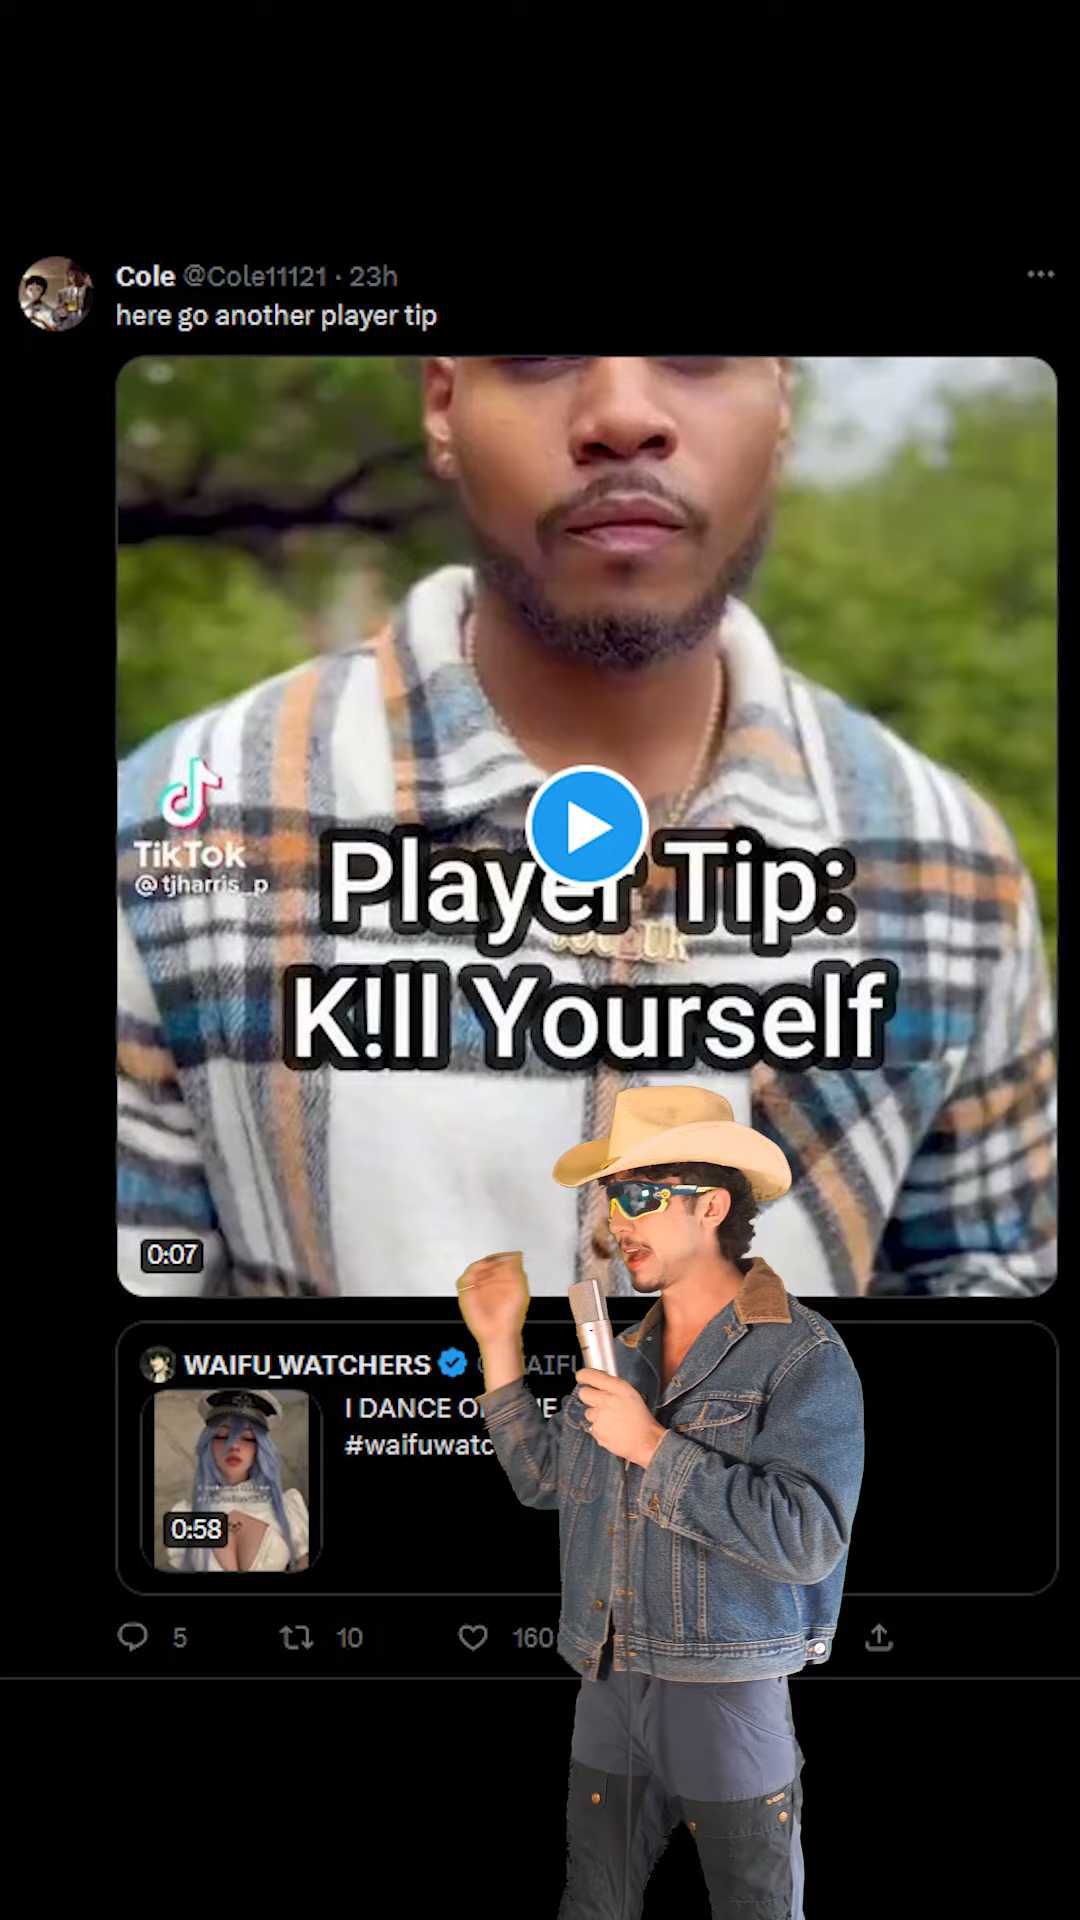 Cole @Cole11121 · 23h
here go another player tip
TikTok
@tjharris_p
Player Tip:
K!ll Yourself
0:07
WAIFU_WATCHERS
I DANCE
#waifuwatc
0:58
5 10 160